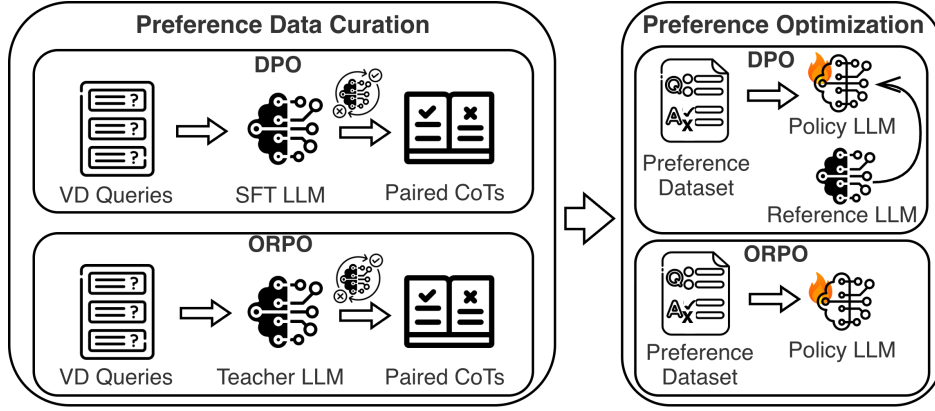 Preference Data Curation
DPO
VD Queries
SFT LLM
Paired CoTs
ORPO
VD Queries
Teacher LLM
Paired CoTs
Preference Optimization
DPO
Q
A
Preference
Dataset
Policy LLM
Reference LLM
ORPO
Q
A
Preference
Dataset
Policy LLM